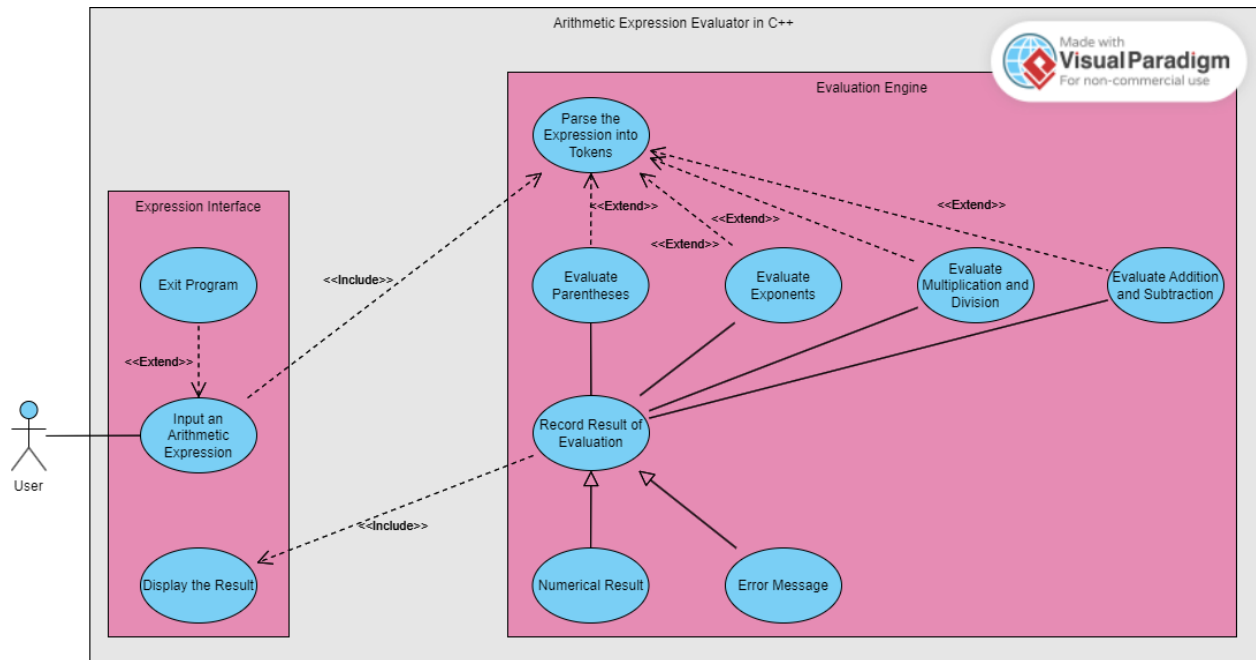 Arithmetic Expression Evaluator in C++
Made with
Visual Paradigm
For non-commercial use
Evaluation Engine
Parse the
Expression into
Tokens
Expression Interface
<<Extend>>
<<Extend>>
<<Extend>>
<<Extend>>
Exit Program
<<Include>>
Evaluate
Parentheses
Evaluate
Exponents
Evaluate
Multiplication and
Division
Evaluate Addition
and Subtraction
<<Extend>>
Input an
Arithmetic
Expression
Record Result of
Evaluation
User
<<Include>>
Display the Result
Numerical Result
Error Message